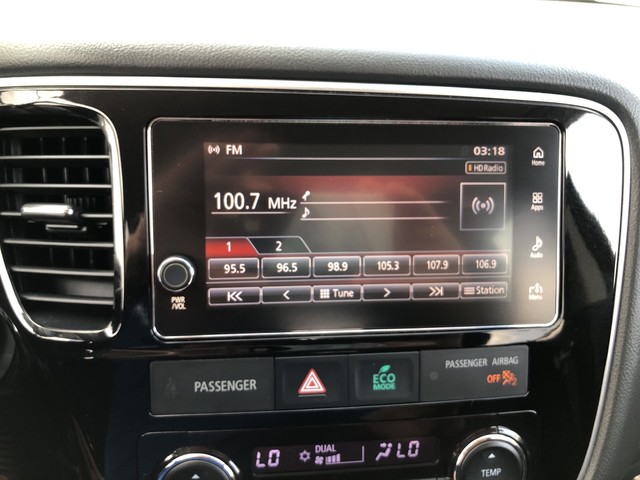 FM 03:18
HD Radio
Home
100.7 MHz
Apps
1 2
Audio
95.5 96.5 98.9 105.3 107.9 106.9
Tune Station
Menu
PWR
/VOL
PASSENGER ECO MODE PASSENGER AIRBAG
OFF
LO DUAL LO
TEMP